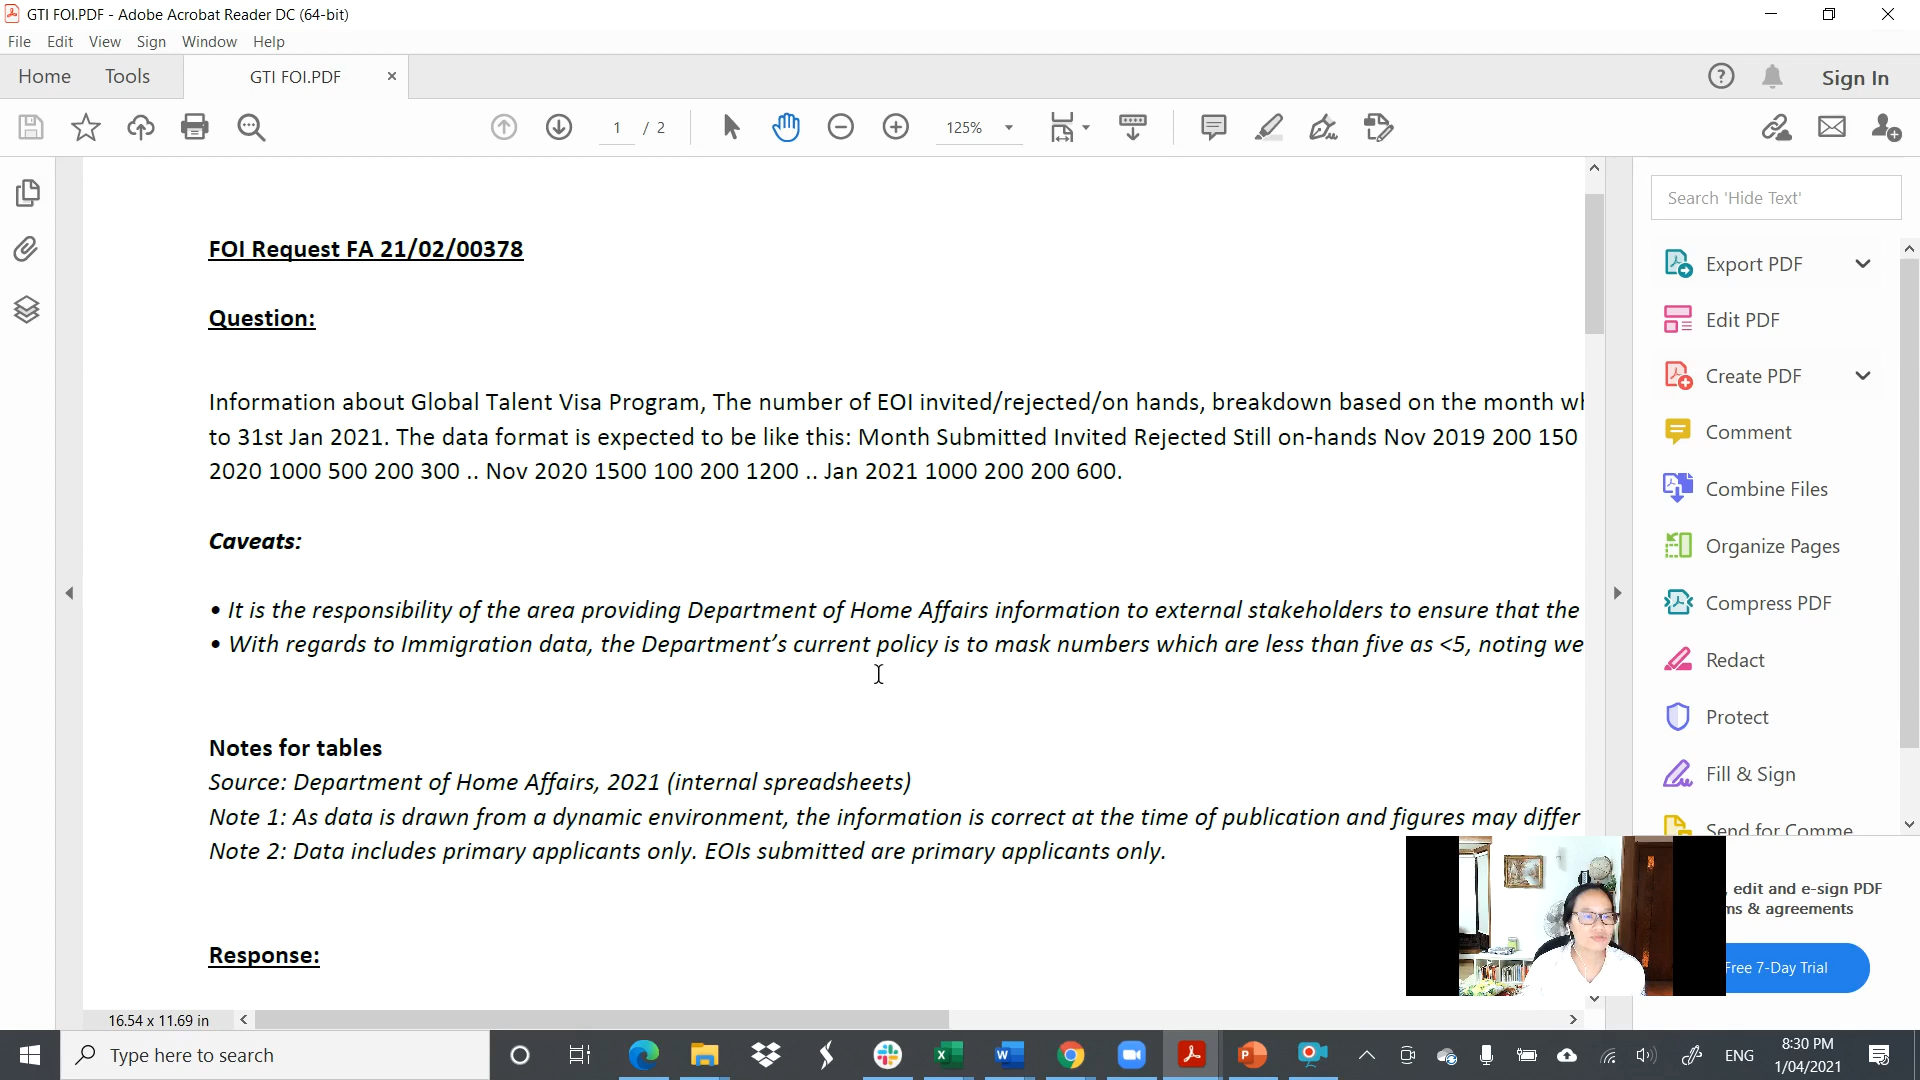 GTI FOI.PDF - Adobe Acrobat Reader DC (64-bit)
File Edit View Sign Window Help
Home Tools GTI FOI.PDF Sign In
1 / 2 125%
Search 'Hide Text'
FOI Request FA 21/02/00378
Question:
Information about Global Talent Visa Program, The number of EOI invited/rejected/on hands, breakdown based on the month
to 31st Jan 2021. The data format is expected to be like this: Month Submitted Invited Rejected Still on-hands Nov 2019 200 150
2020 1000 500 200 300 .. Nov 2020 1500 100 200 1200 .. Jan 2021 1000 200 200 600.
Caveats:
• It is the responsibility of the area providing Department of Home Affairs information to external stakeholders to ensure that the
• With regards to Immigration data, the Department's current policy is to mask numbers which are less than five as <5, noting we
Notes for tables
Source: Department of Home Affairs, 2021 (internal spreadsheets)
Note 1: As data is drawn from a dynamic environment, the information is correct at the time of publication and figures may differ
Note 2: Data includes primary applicants only. EOIs submitted are primary applicants only.
Response:
16.54 x 11.69 in
Export PDF
Edit PDF
Create PDF
Comment
Combine Files
Organize Pages
Compress PDF
Redact
Protect
Fill & Sign
Send for Comme
edit and e-sign PDF
& agreements
Free 7-Day Trial
Type here to search
ENG
8:30 PM
1/04/2021